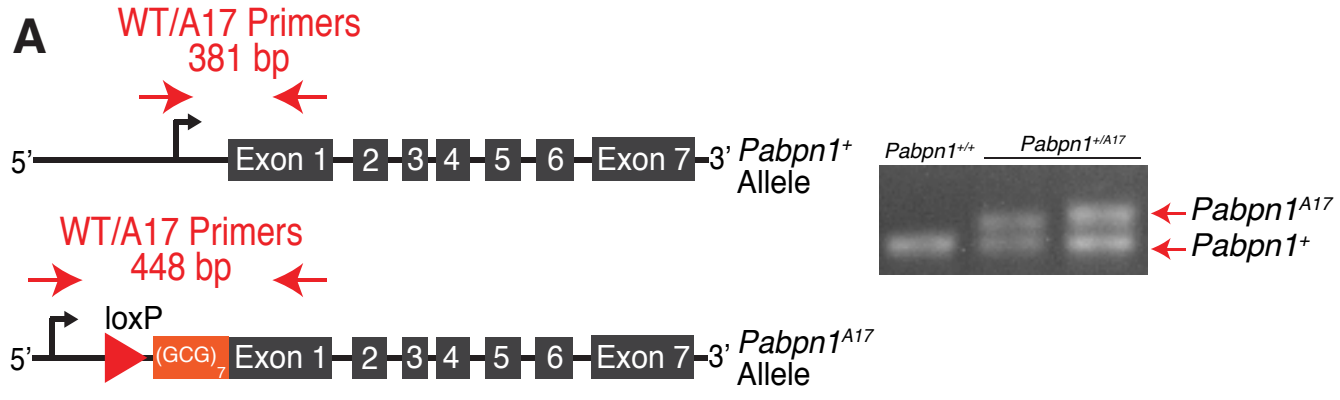 A
WT/A17 Primers
381 bp
5’ Exon 1 2 3 4 5 6 Exon 7 3’ Pabpn1+
Allele
WT/A17 Primers
448 bp
loxP
5’ (GCG)7 Exon 1 2 3 4 5 6 Exon 7 3’ Pabpn1A17
Allele
Pabpn1+/+ Pabpn1+/A17
Pabpn1A17
Pabpn1+